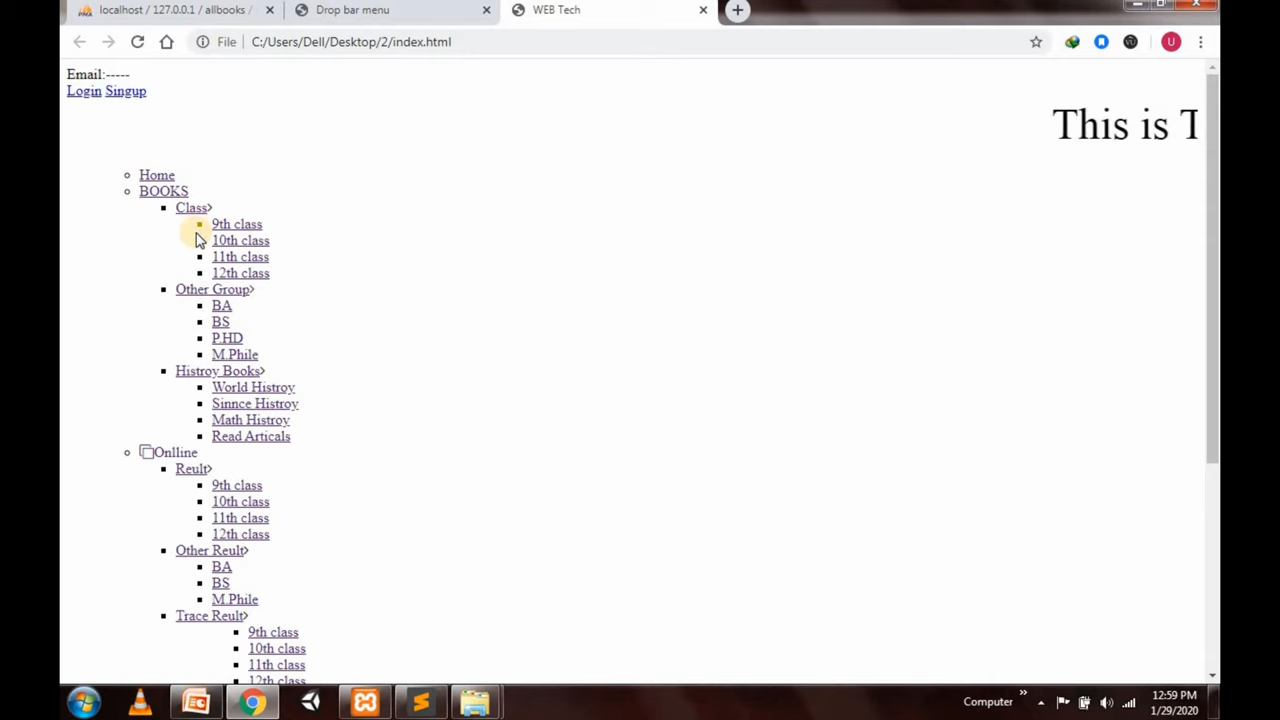 localhost / 127.0.0.1 / allbooks /
Drop bar menu
WEB Tech
File
C:/Users/Dell/Desktop/2/index.html
U
Email:-----
Login Singup
This is T
Home
BOOKS
Class>
9th class
10th class
11th class
12th class
Other Group>
BA
BS
P.HD
M.Phile
Histroy Books>
World Histroy
Sinnce Histroy
Math Histroy
Read Articals
Onlline
Reult>
9th class
10th class
11th class
12th class
Other Reult>
BA
BS
M.Phile
Trace Reult>
9th class
10th class
11th class
12th class
Computer
12:59 PM
1/29/2020